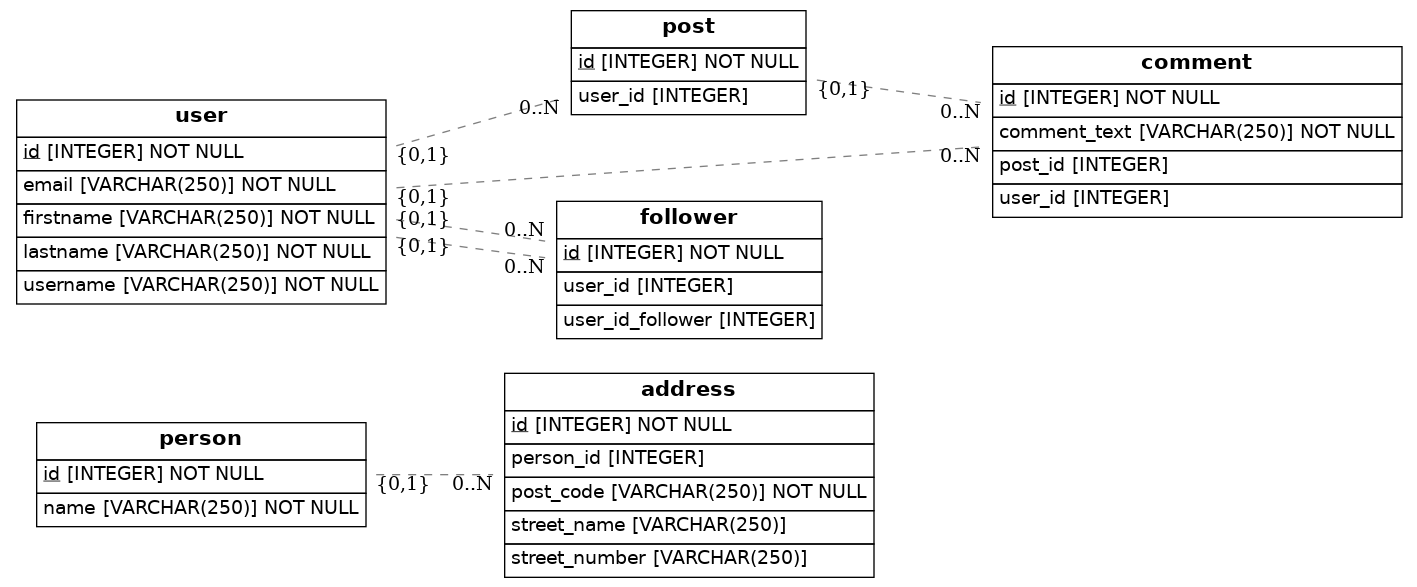 user
id [INTEGER] NOT NULL
email [VARCHAR(250)] NOT NULL
firstname [VARCHAR(250)] NOT NULL
lastname [VARCHAR(250)] NOT NULL
username [VARCHAR(250)] NOT NULL
0..N
{0,1}
{0,1}
{0,1}
{0,1}
0..N
0..N
post
id [INTEGER] NOT NULL
user_id [INTEGER]
{0,1}
0..N
0..N
comment
id [INTEGER] NOT NULL
comment_text [VARCHAR(250)] NOT NULL
post_id [INTEGER]
user_id [INTEGER]
follower
id [INTEGER] NOT NULL
user_id [INTEGER]
user_id_follower [INTEGER]
person
id [INTEGER] NOT NULL
name [VARCHAR(250)] NOT NULL
{0,1}
0..N
address
id [INTEGER] NOT NULL
person_id [INTEGER]
post_code [VARCHAR(250)] NOT NULL
street_name [VARCHAR(250)]
street_number [VARCHAR(250)]